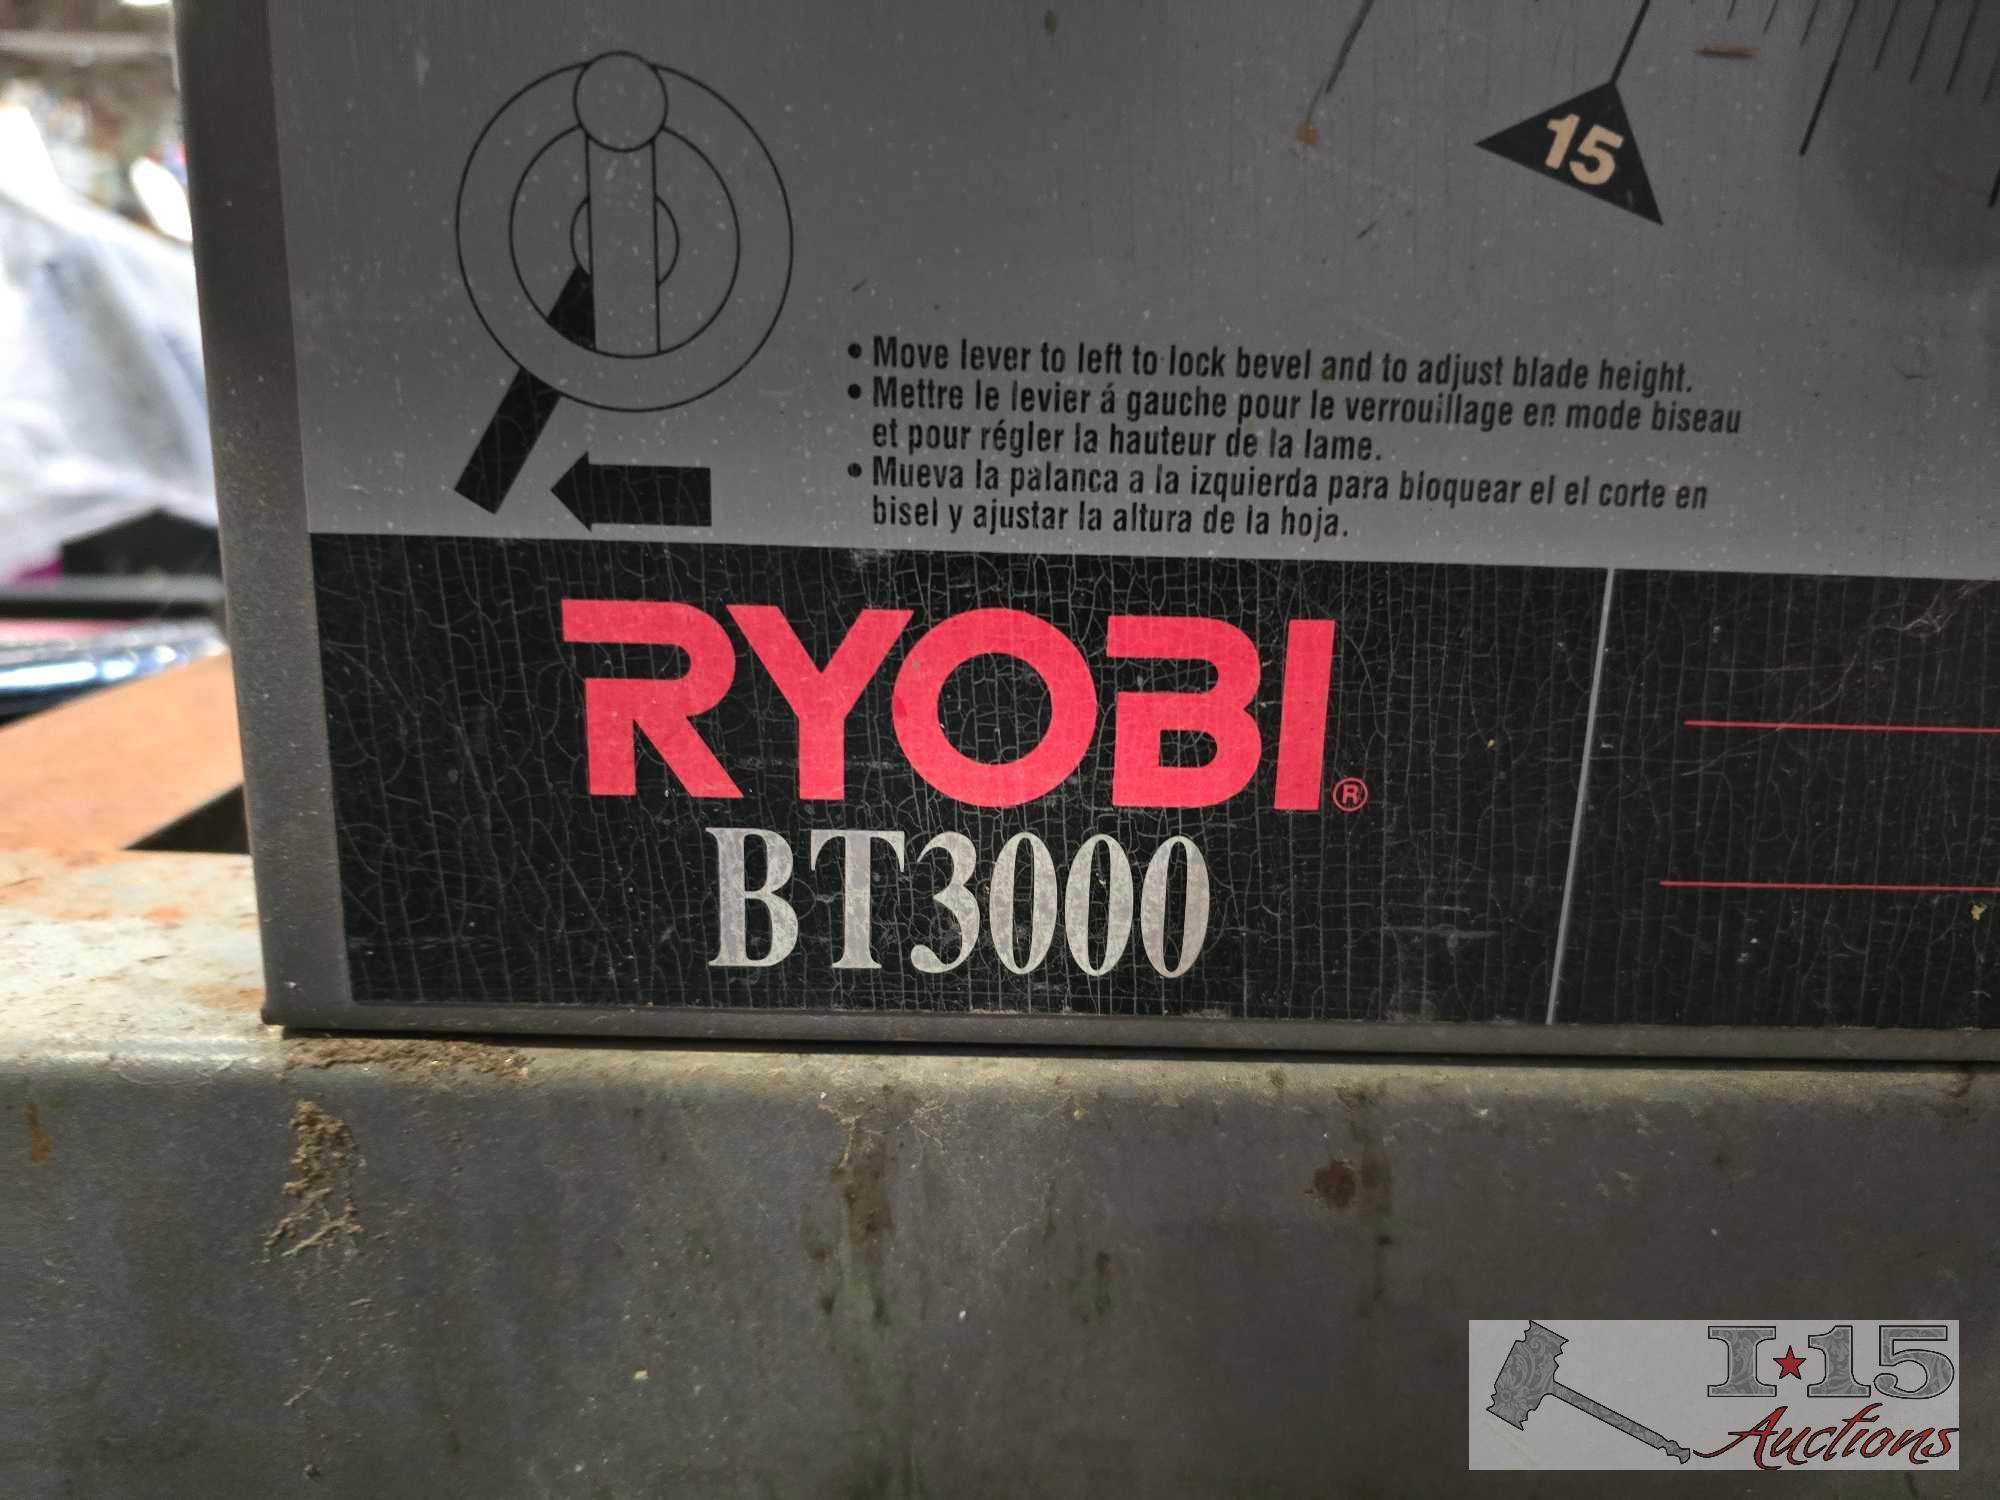 15
• Move lever to left to lock bevel and to adjust blade height.
• Mettre le levier á gauche pour le verrouillage en mode biseau
et pour régler la hauteur de la lame.
• Mueva la palanca a la izquierda para bloquear el el corte en
bisel y ajustar la altura de la hoja.
RYOBI®
BT3000
I★15
Auctions